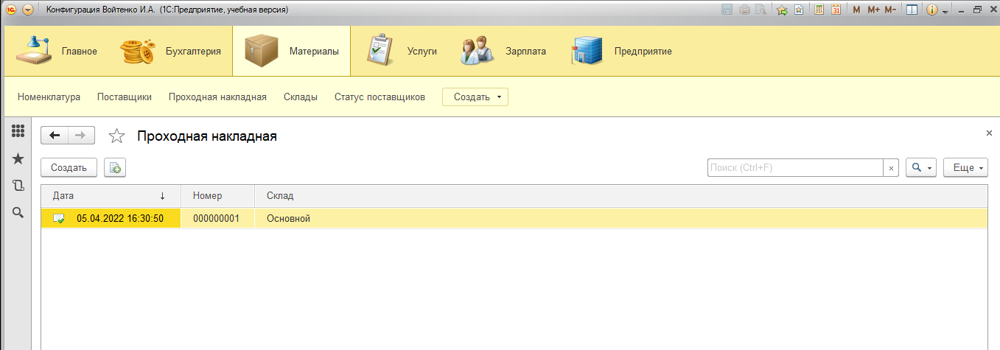 Конфигурация Войтенко И.А. (1С:Предприятие, учебная версия)
31 M M+ M-
Главное Бухгалтерия Материалы Услуги Зарплата Предприятие
Номенклатура Поставщики Проходная накладная Склады Статус поставщиков Создать
Проходная накладная
Создать Поиск (Ctrl+F) Еще
Дата Номер Склад
05.04.2022 16:30:50 000000001 Основной